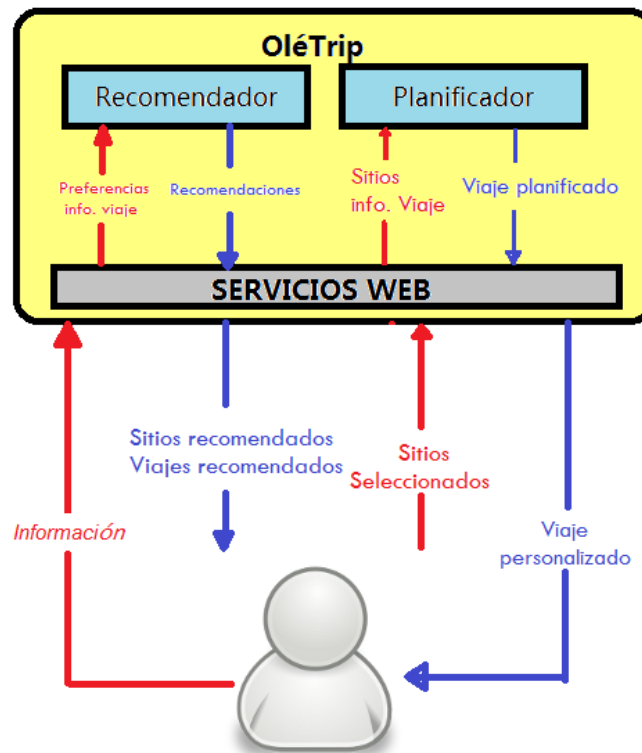 OléTrip
Recomendador
Planificador
Preferencias
info. viaje
Recomendaciones
Sitios
info. Viaje
Viaje planificado
SERVICIOS WEB
Sitios recomendados
Viajes recomendados
Sitios
Seleccionados
Información
Viaje
personalizado